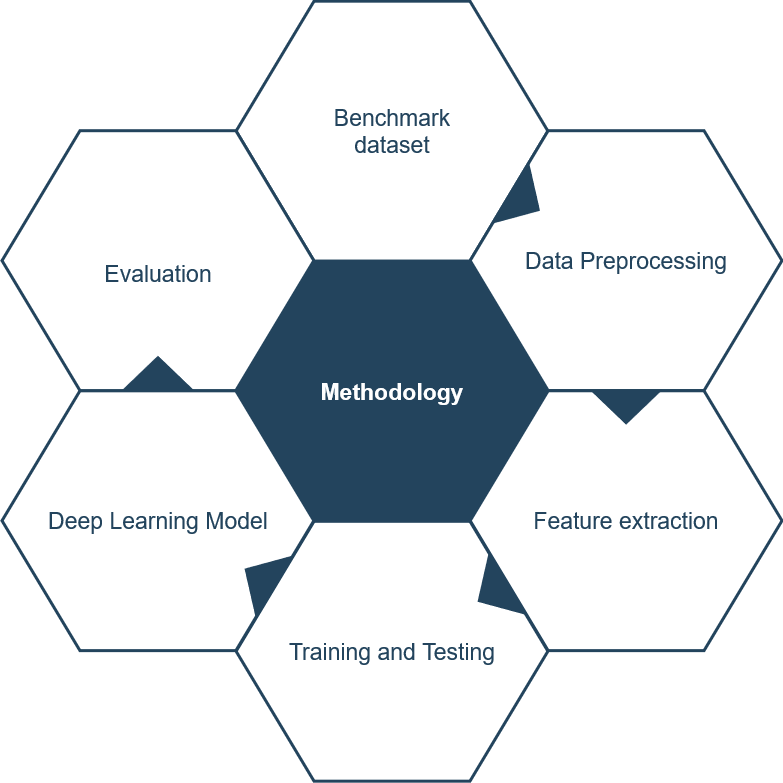 Benchmark
dataset
Data Preprocessing
Evaluation
Methodology
Feature extraction
Deep Learning Model
Training and Testing